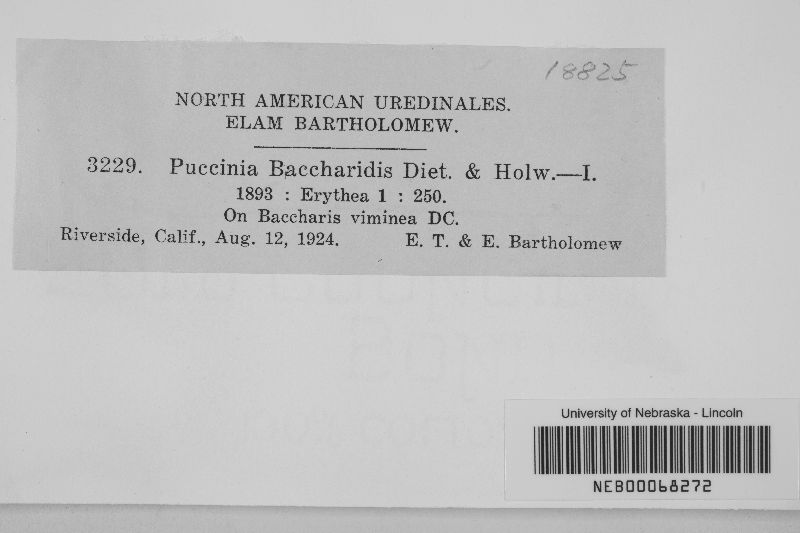 18825
NORTH AMERICAN UREDINALES.
ELAM BARTHOLOMEW.
3229. Puccinia Baccharidis Diet. & Holw.—I.
1893 : Erythea 1 : 250.
On Baccharis viminea DC.
Riverside, Calif., Aug. 12, 1924. E. T. & E. Bartholomew
University of Nebraska - Lincoln
NEB00068272